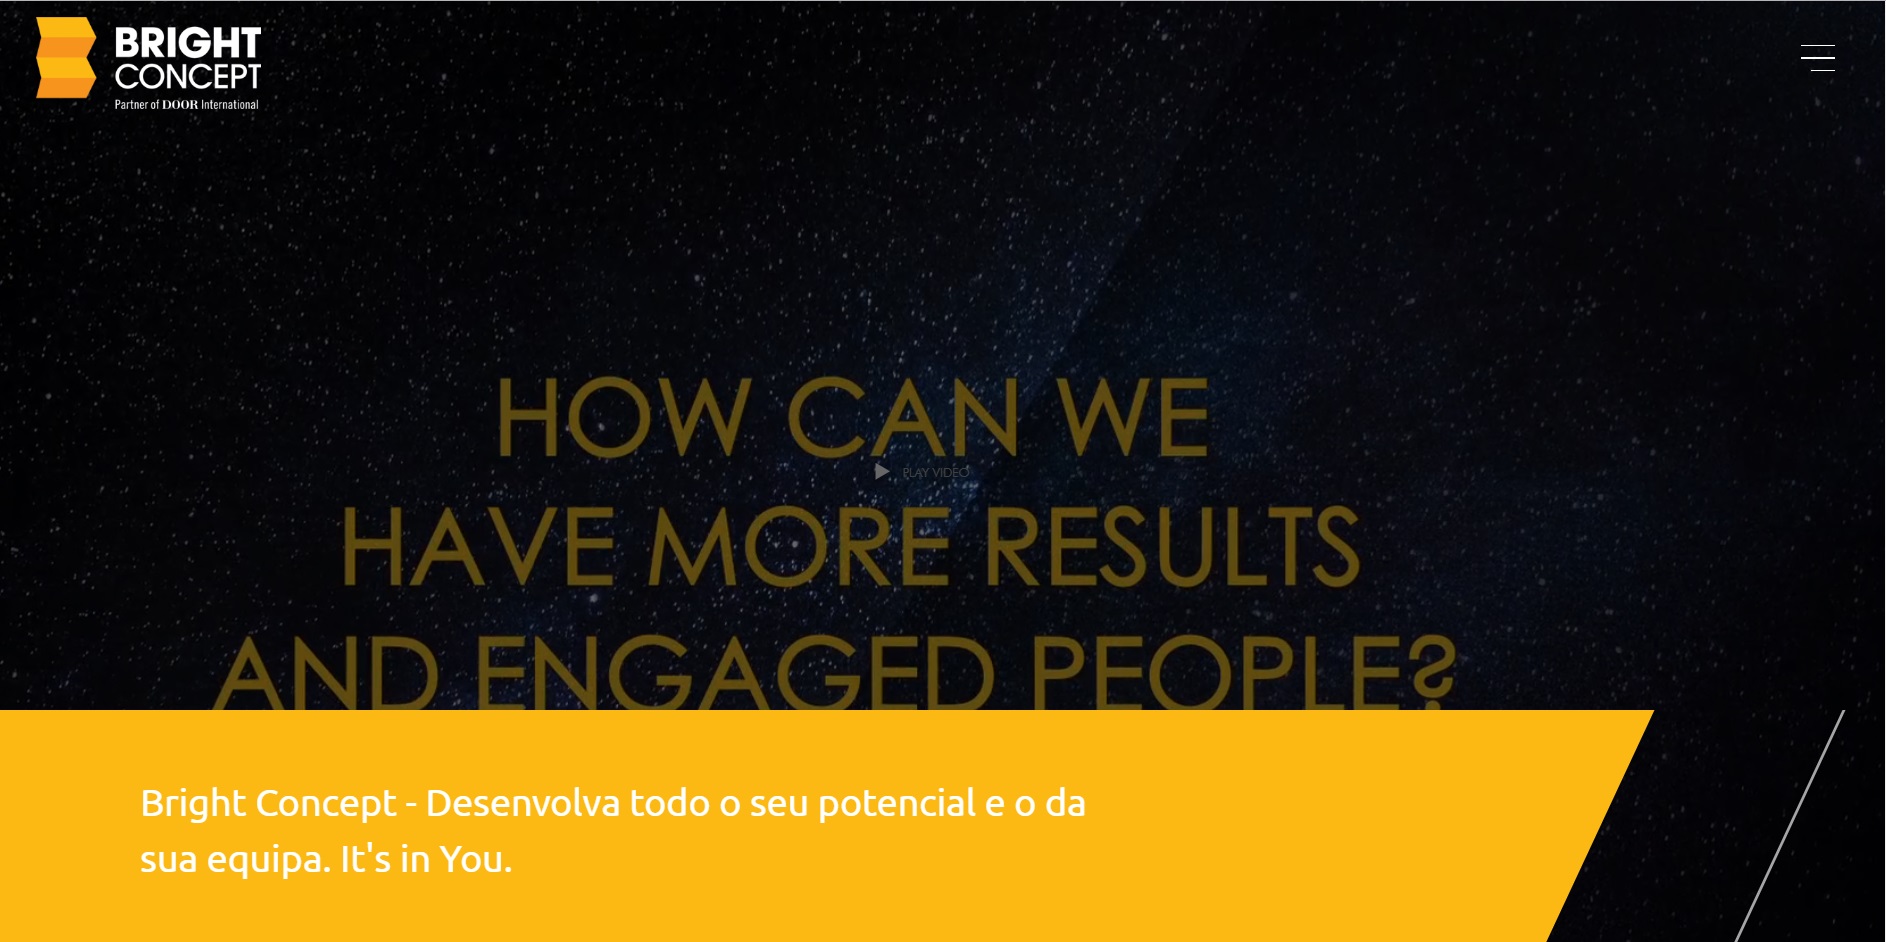 BRIGHT
CONCEPT
Partner of DOOR International
HOW CAN WE
PLAY VIDEO
HAVE MORE RESULTS
AND ENGAGED PEOPLE?
Bright Concept - Desenvolva todo o seu potencial e o da
sua equipa. It's in You.